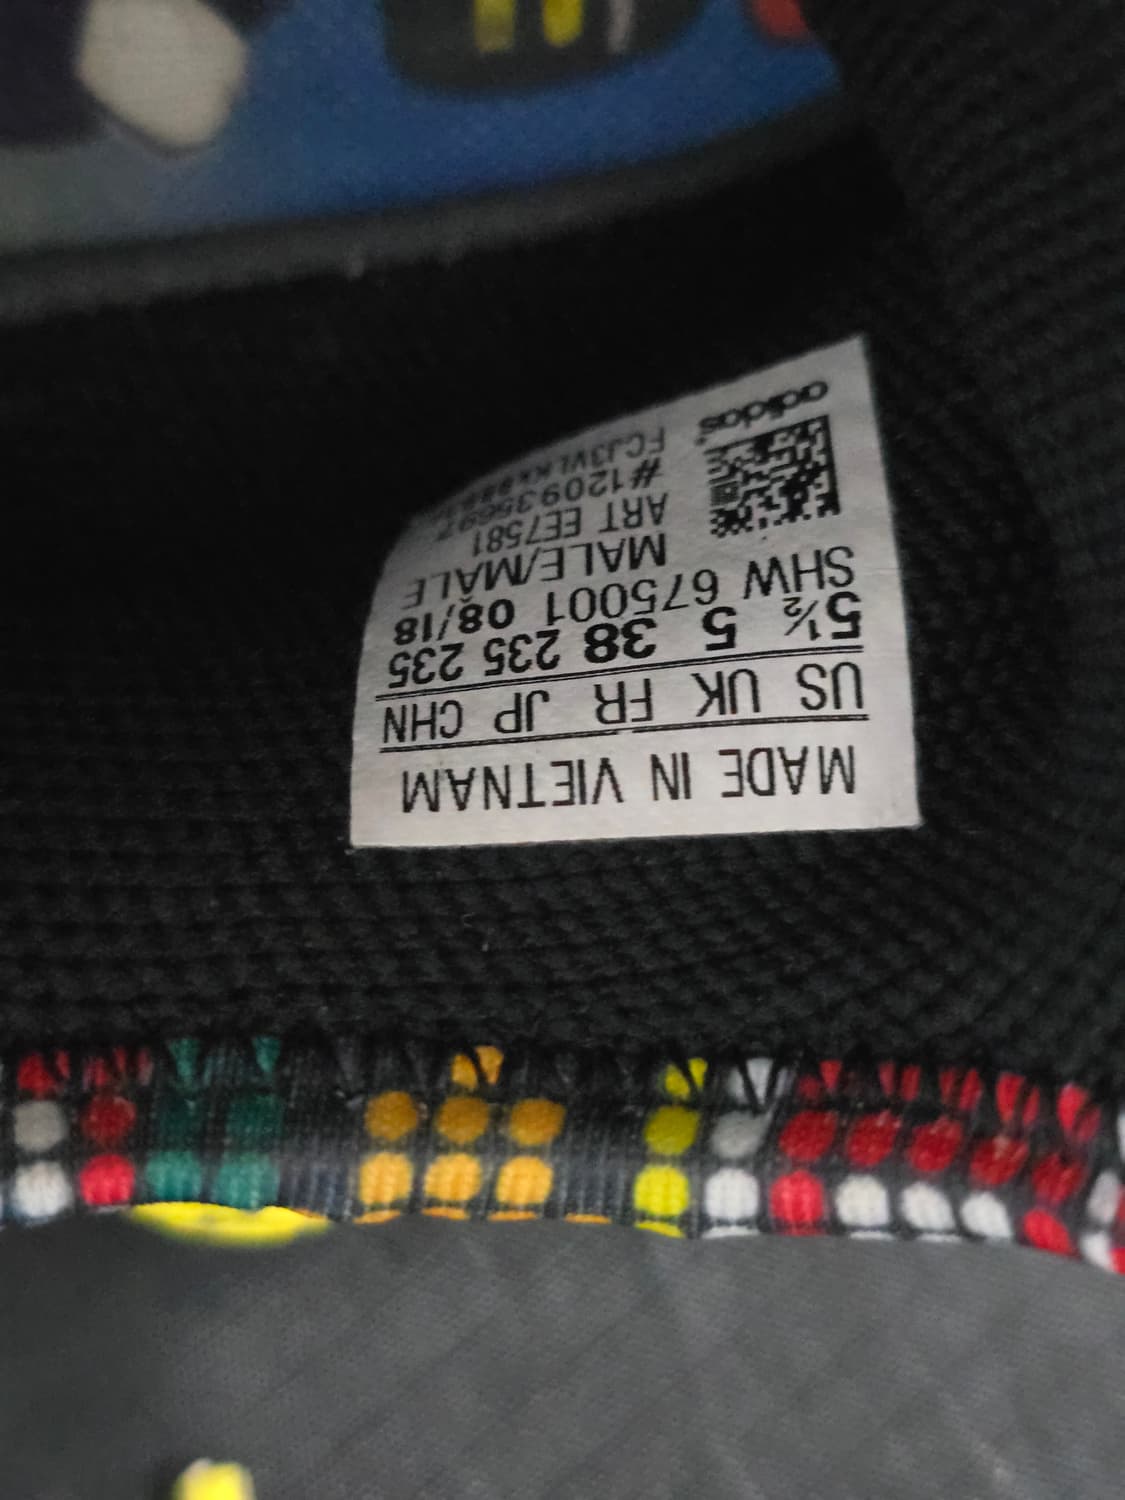 MADE IN VIETNAM
US UK FR JP CHN
5½ 5 38 235 235
SHW 675001 08/18
MALE/MALE
ART EE7581
adidas